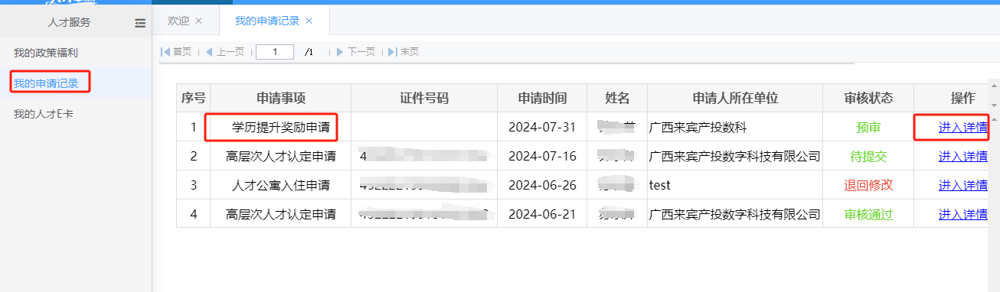 人才服务
欢迎 ×
我的申请记录 ×
我的政策福利
我的申请记录
我的人才E卡
首页 上一页 1 /1 下一页 末页
序号 申请事项 证件号码 申请时间 姓名 申请人所在单位 审核状态 操作
1 学历提升奖励申请 2024-07-31 广西来宾产投数科 预审 进入详情
2 高层次人才认定申请 4 2024-07-16 广西来宾产投数字科技有限公司 待提交 进入详情
3 人才公寓入住申请 2024-06-26 test 退回修改 进入详情
4 高层次人才认定申请 2024-06-21 广西来宾产投数字科技有限公司 审核通过 进入详情